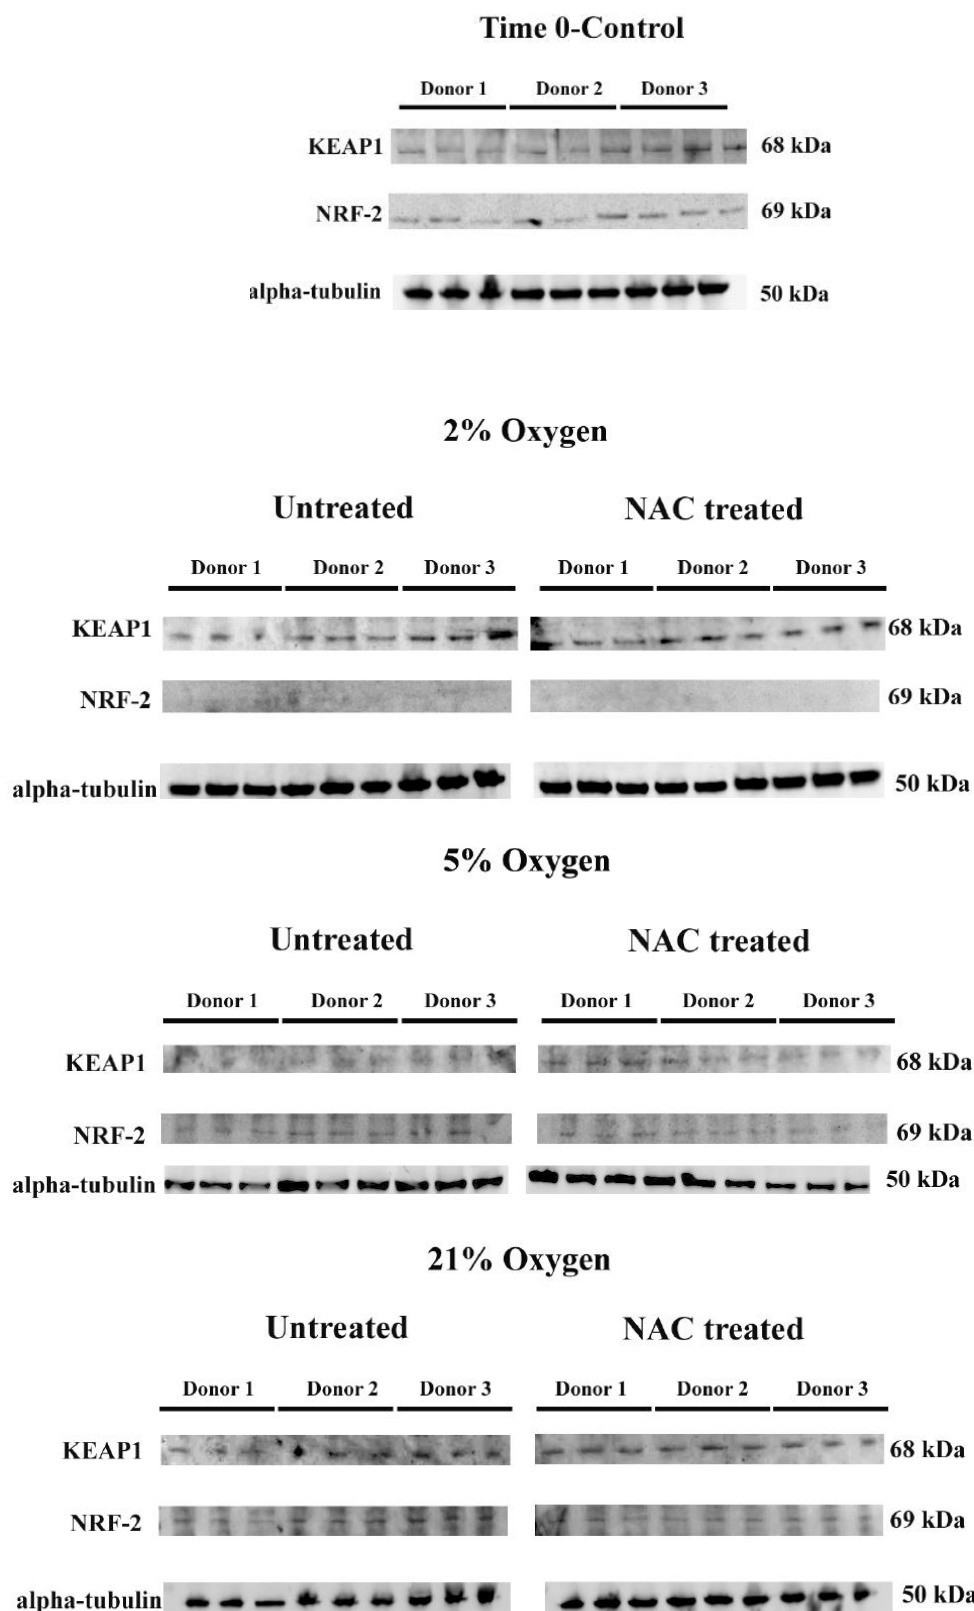 Time 0-Control
Donor 1 Donor 2 Donor 3
KEAP1 68 kDa
NRF-2 69 kDa
alpha-tubulin 50 kDa
2% Oxygen
Untreated NAC treated
Donor 1 Donor 2 Donor 3 Donor 1 Donor 2 Donor 3
KEAP1 68 kDa
NRF-2 69 kDa
alpha-tubulin 50 kDa
5% Oxygen
Untreated NAC treated
Donor 1 Donor 2 Donor 3 Donor 1 Donor 2 Donor 3
KEAP1 68 kDa
NRF-2 69 kDa
alpha-tubulin 50 kDa
21% Oxygen
Untreated NAC treated
Donor 1 Donor 2 Donor 3 Donor 1 Donor 2 Donor 3
KEAP1 68 kDa
NRF-2 69 kDa
alpha-tubulin 50 kDa